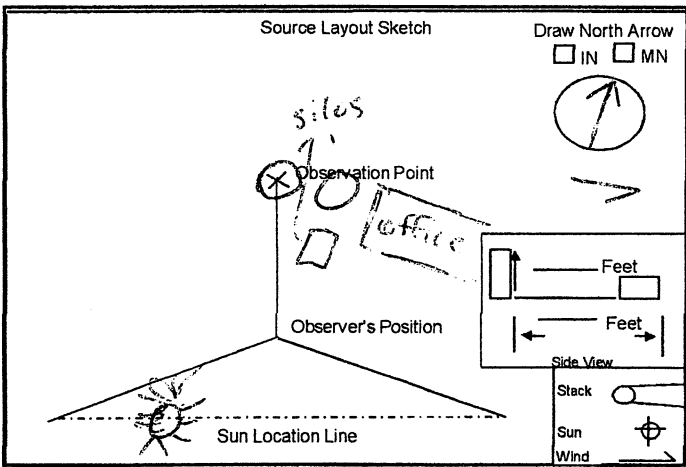 Source Layout Sketch
Draw North Arrow
IN MN
silos
Observation Point
office
Feet
Observer's Position
Feet
Side View
Stack
Sun
Wind
Sun Location Line